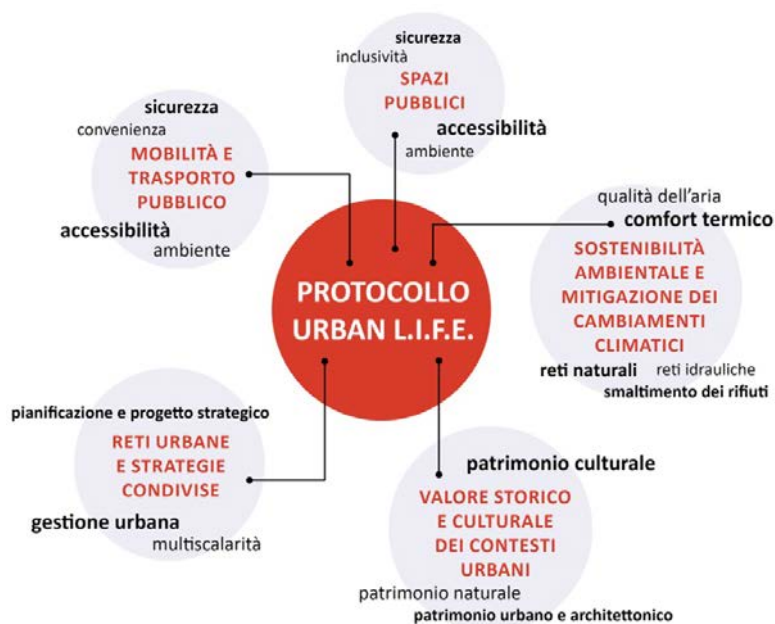 sicurezza
inclusività
SPAZI
PUBBLICI
accessibilità
ambiente
sicurezza
convenienza
MOBILITÀ E
TRASPORTO
PUBBLICO
accessibilità
ambiente
qualità dell'aria
comfort termico
SOSTENIBILITÀ
AMBIENTALE E
MITIGAZIONE DEI
CAMBIAMENTI
CLIMATICI
reti naturali
reti idrauliche
smaltimento dei rifiuti
PROTOCOLLO
URBAN L.I.F.E.
pianificazione e progetto strategico
RETI URBANE
E STRATEGIE
CONDIVISE
gestione urbana
multiscalarità
patrimonio culturale
VALORE STORICO
E CULTURALE
DEI CONTESTI
URBANI
patrimonio naturale
patrimonio urbano e architettonico